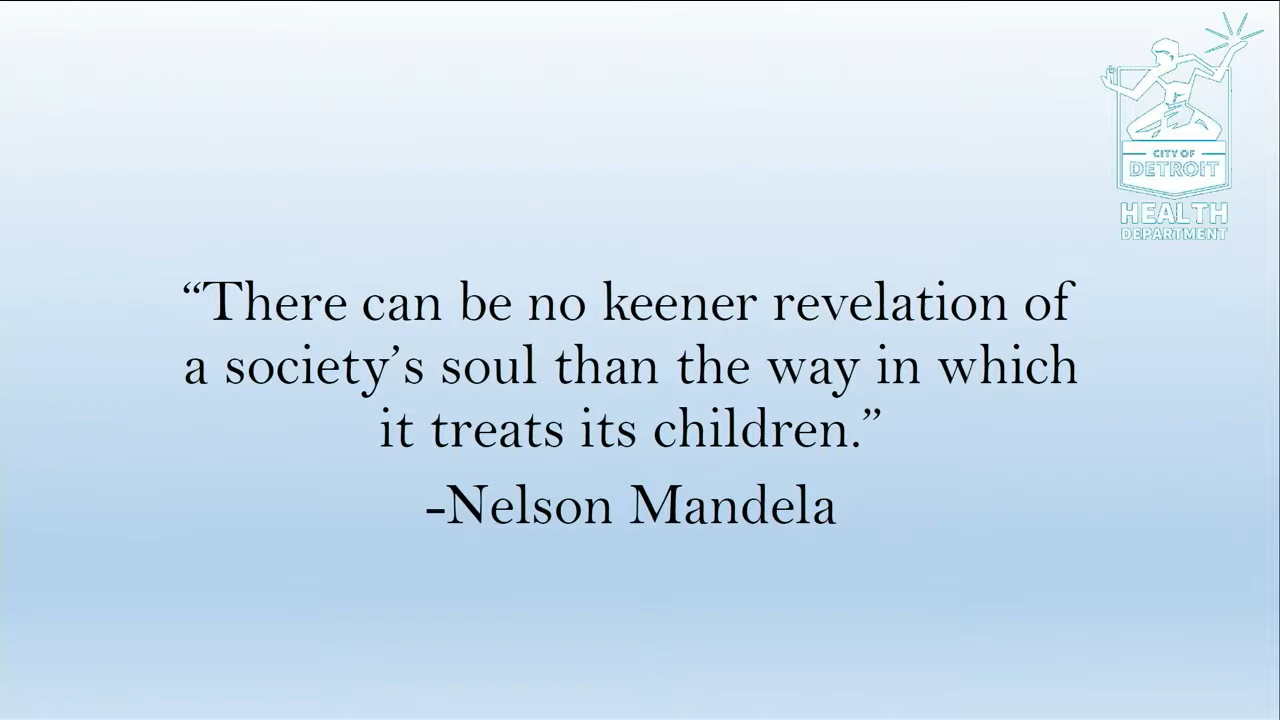 CITY OF
DETROIT
HEALTH
DEPARTMENT
“There can be no keener revelation of
a society’s soul than the way in which
it treats its children.”
-Nelson Mandela